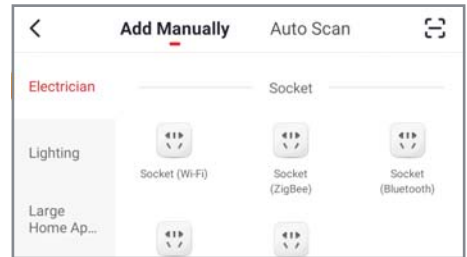 Add Manually Auto Scan
Electrician
Socket
Lighting
Socket (Wi-Fi)
Socket
(ZigBee)
Socket
(Bluetooth)
Large
Home Ap...